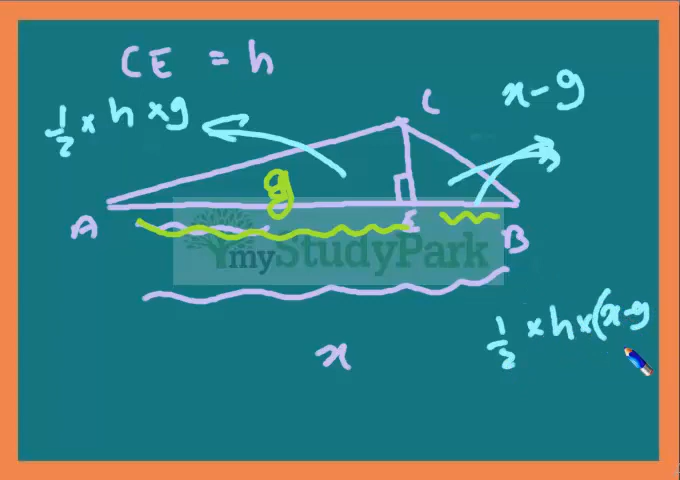 CE = h
1/2 × h × g
C
x - g
g
A
E
B
myStudyPark
1/2 × h × (x - g
x